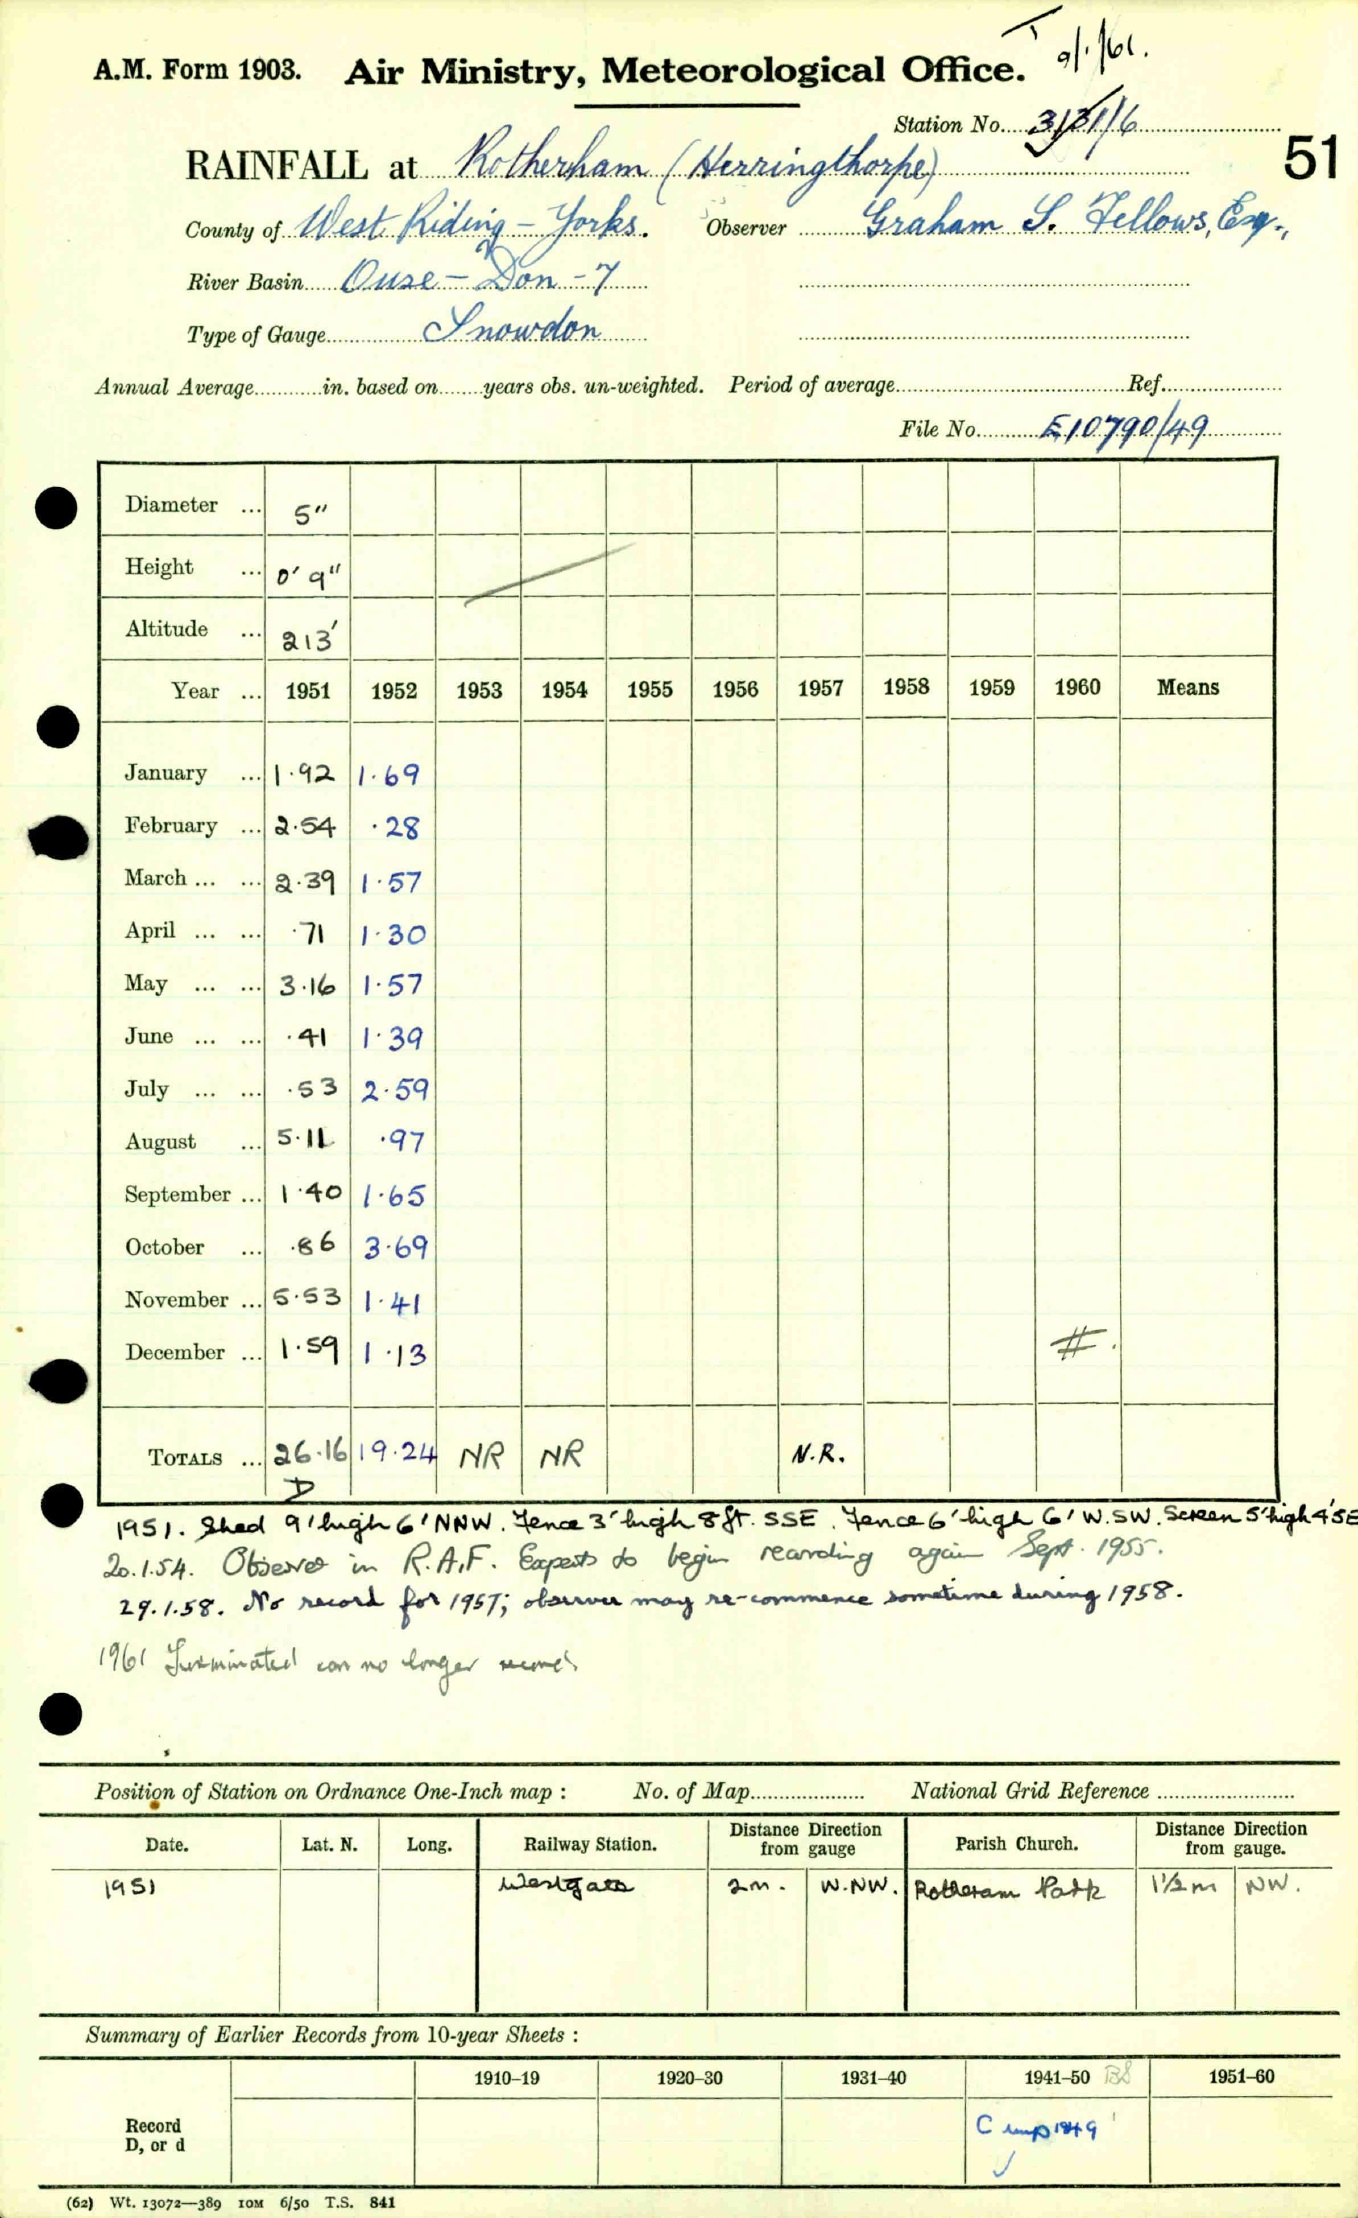 9/1/61.
A.M. Form 1903. Air Ministry, Meteorological Office.
Station No. 3/31/6
51
RAINFALL at Rotherham (Herringthorpe)
County of West Riding - Yorks. Observer Graham S. Fellows, Esq.,
River Basin Ouse - Don - 7
Type of Gauge Snowdon
Annual Average in. based on years obs. un-weighted. Period of average Ref.
File No. E10790/49
Diameter ... 5"
Height ... 0' 9"
Altitude ... 213'
Year ... 1951 1952 1953 1954 1955 1956 1957 1958 1959 1960 Means
January ... 1.92 1.69
February ... 2.54 .28
March ... ... 2.39 1.57
April ... ... .71 1.30
May ... ... 3.16 1.57
June ... ... .41 1.39
July ... ... .53 2.59
August ... 5.11 .97
September ... 1.40 1.65
October ... .86 3.69
November ... 5.53 1.41
December ... 1.59 1.13 #.
TOTALS ... 26.16 19.24 NR NR N.R.
D
1951. Shed 9' high 6' NNW. Fence 3' high 8 ft. SSE. Fence 6' high 6' W.SW. Screen 5' high 4' SE
20.1.54. Observer in R.A.F. Expects to begin recording again Sept. 1955.
29.1.58. No record for 1957; observer may re-commence sometime during 1958.
1961 Terminated can no longer record
Position of Station on Ordnance One-Inch map : No. of Map National Grid Reference
Date. Lat. N. Long. Railway Station. Distance Direction from gauge Parish Church. Distance Direction from gauge.
1951 Westgate 2m. W.NW. Rotheram Park 1½m NW.
Summary of Earlier Records from 10-year Sheets :
1910–19 1920–30 1931–40 1941–50 1951–60
Record
D, or d
C 1949
(62) Wt. 13072—389 10M 6/50 T.S. 841